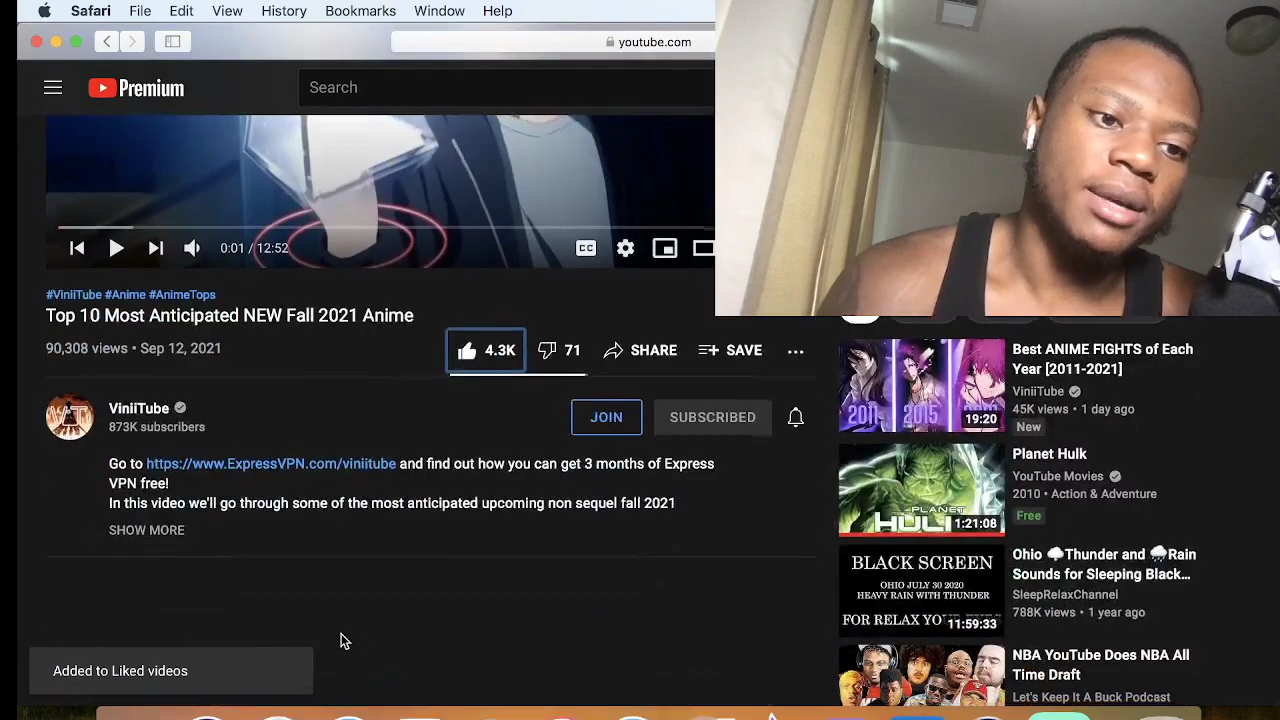 Safari File Edit View History Bookmarks Window Help
youtube.com
Premium
Search
0:01 / 12:52
CC
#ViniiTube #Anime #AnimeTops
Top 10 Most Anticipated NEW Fall 2021 Anime
90,308 views • Sep 12, 2021
4.3K 71 SHARE SAVE
ViniiTube
873K subscribers
JOIN SUBSCRIBED
Go to https://www.ExpressVPN.com/viniitube and find out how you can get 3 months of Express
VPN free!
In this video we'll go through some of the most anticipated upcoming non sequel fall 2021
SHOW MORE
Added to Liked videos
2011 2015
19:20
Best ANIME FIGHTS of Each
Year [2011-2021]
ViniiTube
45K views • 1 day ago
New
PLANET
HULK
1:21:08
Planet Hulk
YouTube Movies
2010 • Action & Adventure
Free
BLACK SCREEN
OHIO JULY 30 2020
HEAVY RAIN WITH THUNDER
FOR RELAX
11:59:33
Ohio 🌩Thunder and 🌧Rain
Sounds for Sleeping Black...
SleepRelaxChannel
788K views • 1 year ago
NBA YouTube Does NBA All
Time Draft
Let's Keep It A Buck Podcast